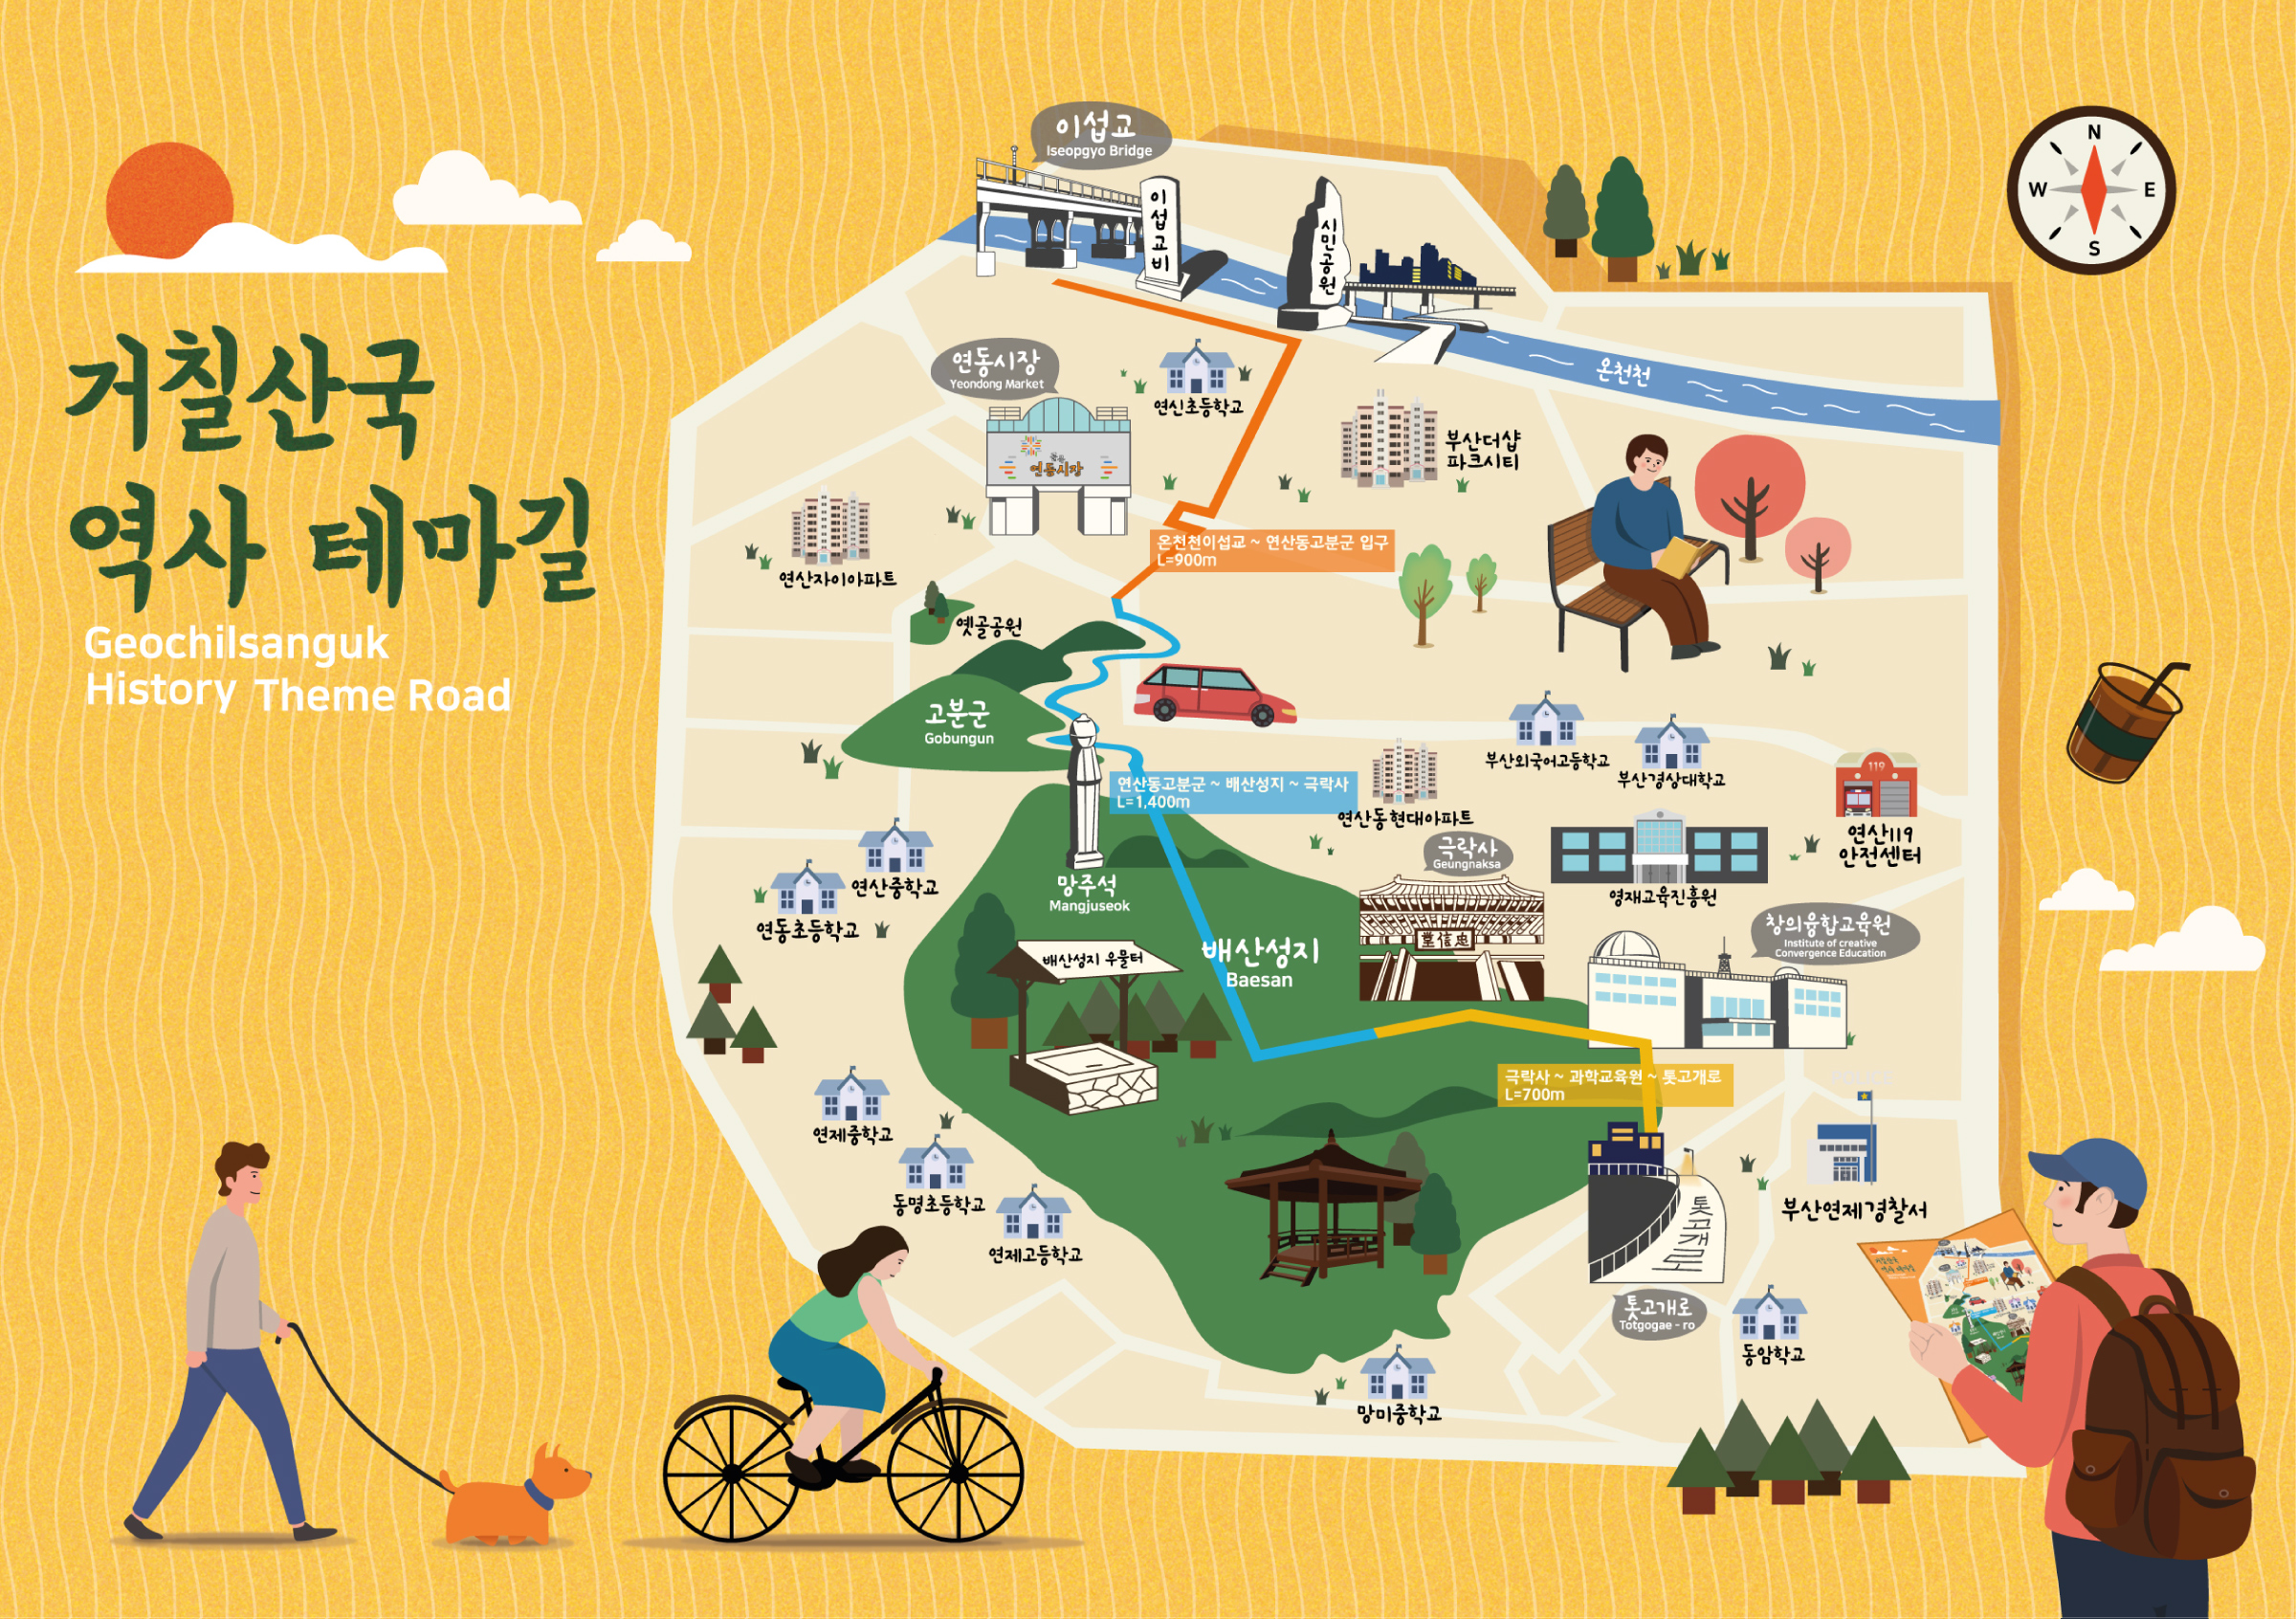 거칠산국
역사 테마길
Geochilsanguk
History Theme Road
N
W
E
S
이섭교
Iseopgyo Bridge
이섭교비
시민공원
온천천
연동시장
Yeondong Market
연동시장
연신초등학교
부산더샵
파크시티
연산자이아파트
온천천이섭교 ~ 연산동고분군 입구
L=900m
옛골공원
고분군
Gobungun
연산동고분군 ~ 배산성지 ~ 극락사
L=1,400m
망주석
Mangjuseok
부산외국어고등학교
부산경상대학교
연산동현대아파트
119
연산119
안전센터
극락사
Geungnaksa
영재교육진흥원
연산중학교
연동초등학교
창의융합교육원
Institute of creative
Convergence Education
배산성지 우물터
배산성지
Baesan
극락사 ~ 과학교육원 ~ 톳고개로
L=700m
연제중학교
동명초등학교
연제고등학교
톳고개로
톳고개로
Totgogae - ro
부산연제경찰서
동암학교
망미중학교